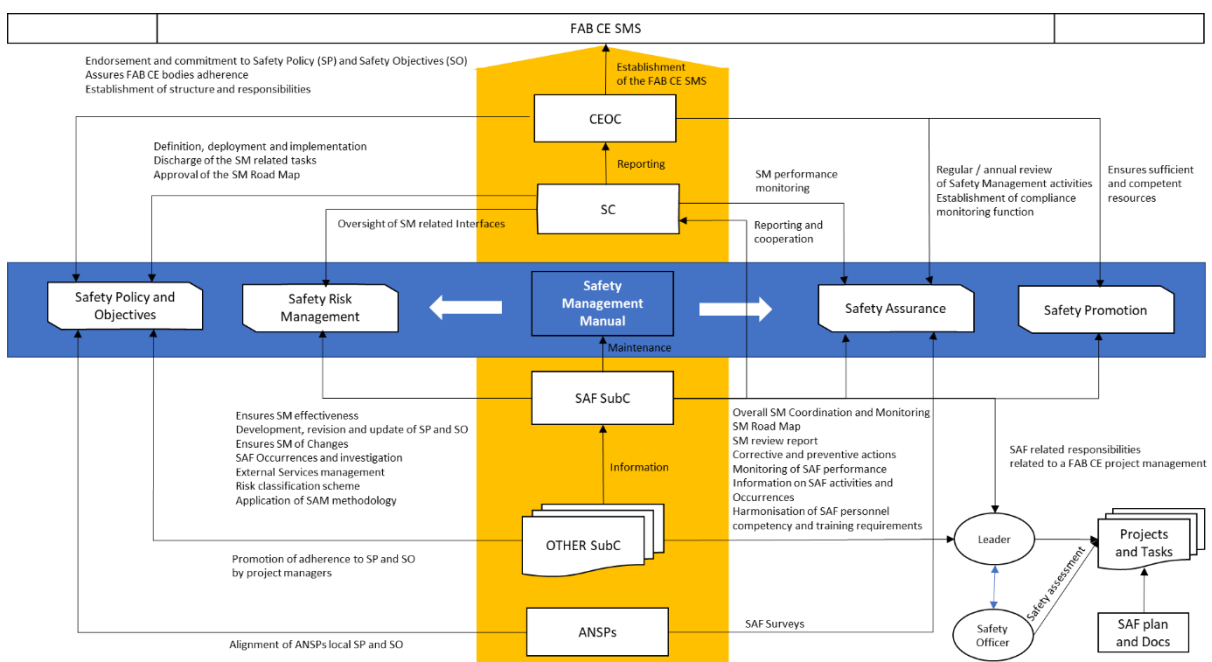 FAB CE SMS
Endorsement and commitment to Safety Policy (SP) and Safety Objectives (SO)
Assures FAB CE bodies adherence
Establishment of structure and responsibilities
Establishment
of the FAB CE SMS
CEOC
Definition, deployment and implementation
Discharge of the SM related tasks
Approval of the SM Road Map
Reporting
SM performance
monitoring
Regular / annual review
of Safety Management activities
Establishment of compliance
monitoring function
Ensures sufficient
and competent
resources
SC
Oversight of SM related Interfaces
Reporting and
cooperation
Safety Policy and
Objectives
Safety Risk
Management
Safety
Management
Manual
Safety Assurance
Safety Promotion
Maintenance
SAF SubC
Ensures SM effectiveness
Development, revision and update of SP and SO
Ensures SM of Changes
SAF Occurrences and investigation
External Services management
Risk classification scheme
Application of SAM methodology
Information
Overall SM Coordination and Monitoring
SM Road Map
SM review report
Corrective and preventive actions
Monitoring of SAF performance
Information on SAF activities and
Occurrences
Harmonisation of SAF personnel
competency and training requirements
SAF related responsibilities
related to a FAB CE project management
OTHER SubC
Leader
Projects
and Tasks
Promotion of adherence to SP and SO
by project managers
Safety assessment
ANSPs
SAF Surveys
Safety
Officer
SAF plan
and Docs
Alignment of ANSPs local SP and SO